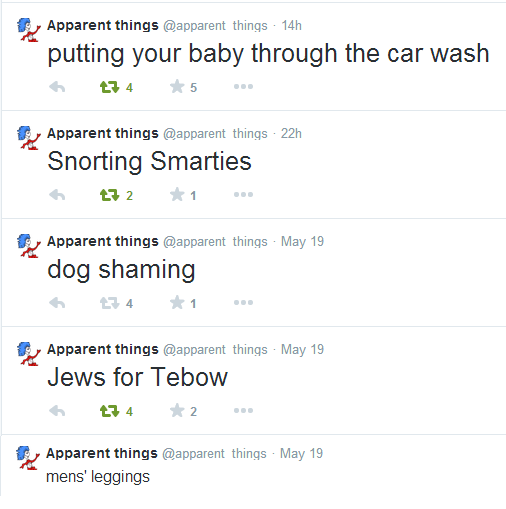 Apparent things @apparent_things · 14h
putting your baby through the car wash
4 5
Apparent things @apparent_things · 22h
Snorting Smarties
2 1
Apparent things @apparent_things · May 19
dog shaming
4 1
Apparent things @apparent_things · May 19
Jews for Tebow
4 2
Apparent things @apparent_things · May 19
mens' leggings